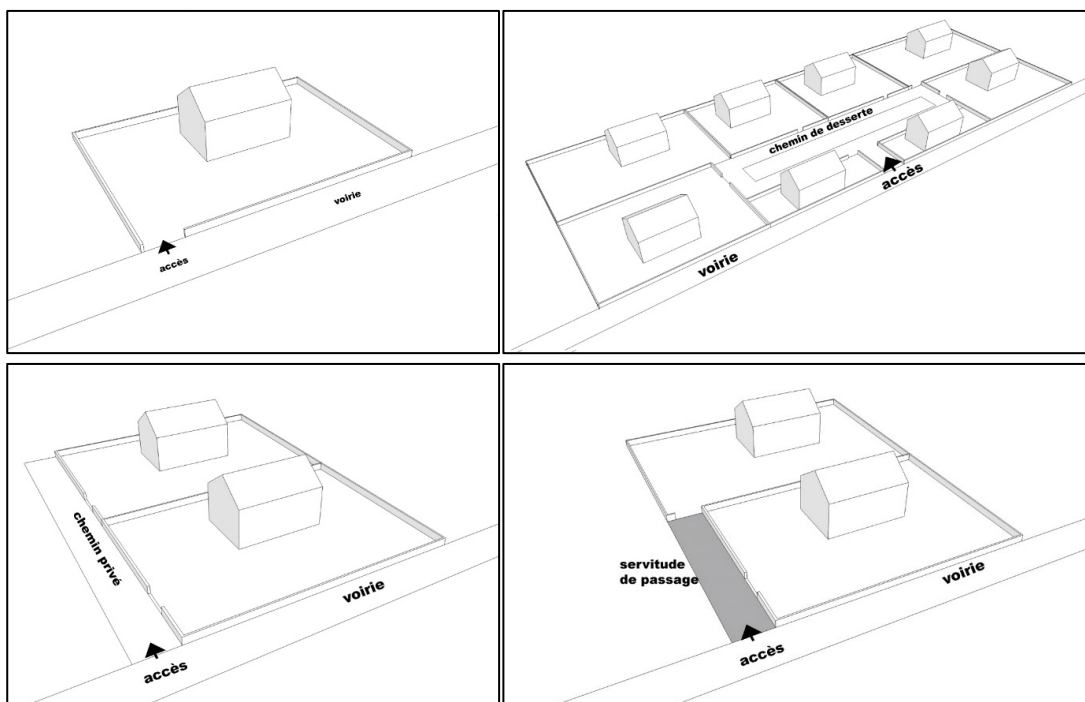 voirie
accès
chemin de desserte
accès
voirie
chemin privé
voirie
accès
servitude
de passage
voirie
accès